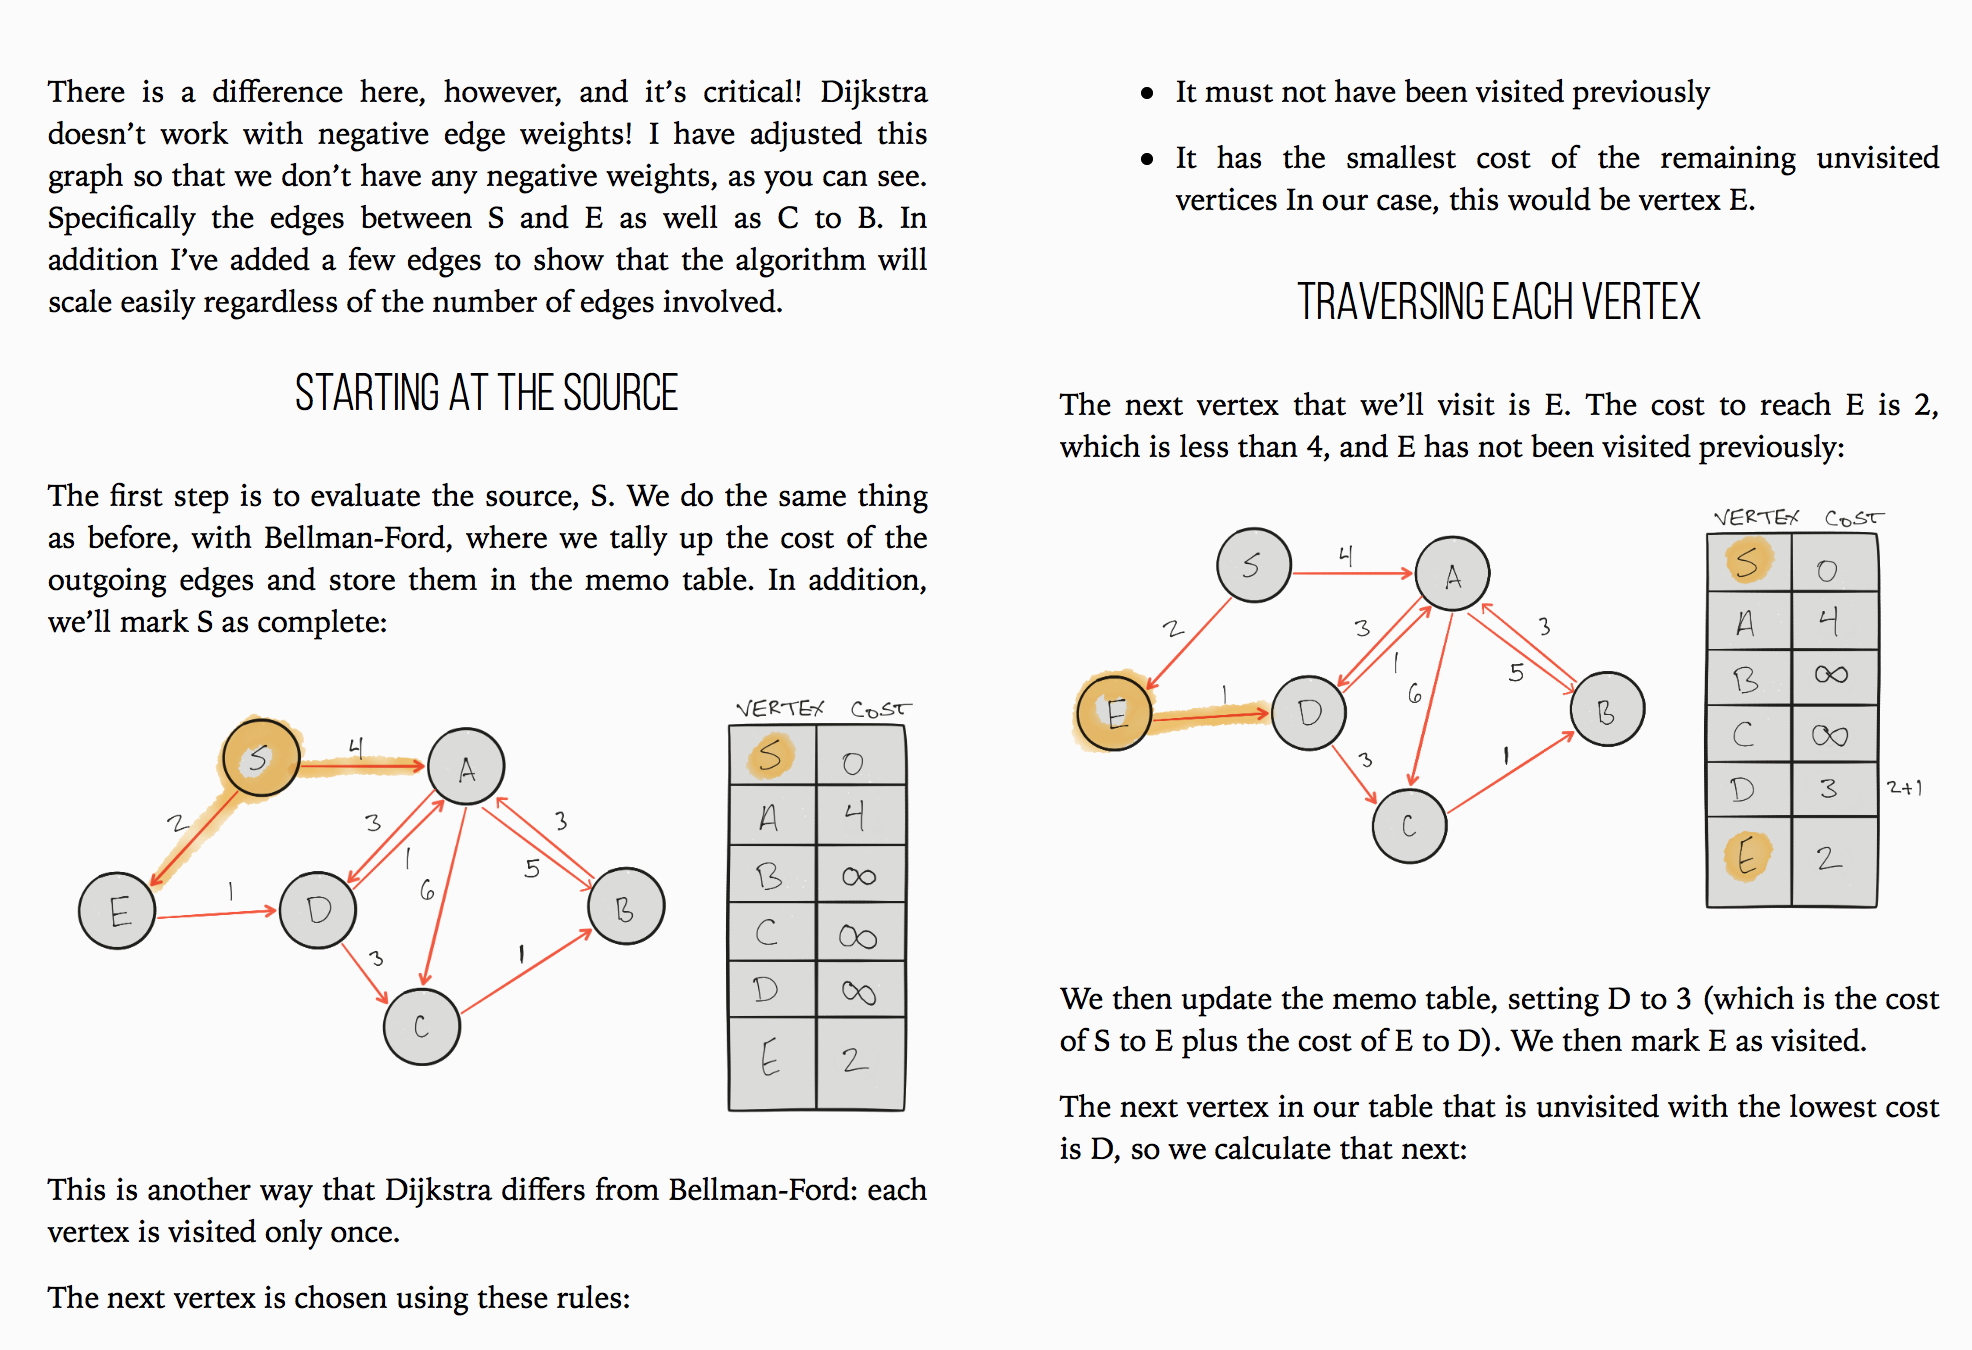 There is a difference here, however, and it’s critical! Dijkstra
doesn’t work with negative edge weights! I have adjusted this
graph so that we don’t have any negative weights, as you can see.
Specifically the edges between S and E as well as C to B. In
addition I’ve added a few edges to show that the algorithm will
scale easily regardless of the number of edges involved.
STARTING AT THE SOURCE
The first step is to evaluate the source, S. We do the same thing
as before, with Bellman-Ford, where we tally up the cost of the
outgoing edges and store them in the memo table. In addition,
we’ll mark S as complete:
S
4
A
2
3
1
6
3
5
E
1
D
B
3
1
C
VERTEX COST
S 0
A 4
B ∞
C ∞
D ∞
E 2
This is another way that Dijkstra differs from Bellman-Ford: each
vertex is visited only once.
The next vertex is chosen using these rules:
• It must not have been visited previously
• It has the smallest cost of the remaining unvisited
vertices In our case, this would be vertex E.
TRAVERSING EACH VERTEX
The next vertex that we’ll visit is E. The cost to reach E is 2,
which is less than 4, and E has not been visited previously:
S
4
A
2
3
1
6
3
5
E
1
D
B
3
1
C
VERTEX COST
S 0
A 4
B ∞
C ∞
D 3 2+1
E 2
We then update the memo table, setting D to 3 (which is the cost
of S to E plus the cost of E to D). We then mark E as visited.
The next vertex in our table that is unvisited with the lowest cost
is D, so we calculate that next: